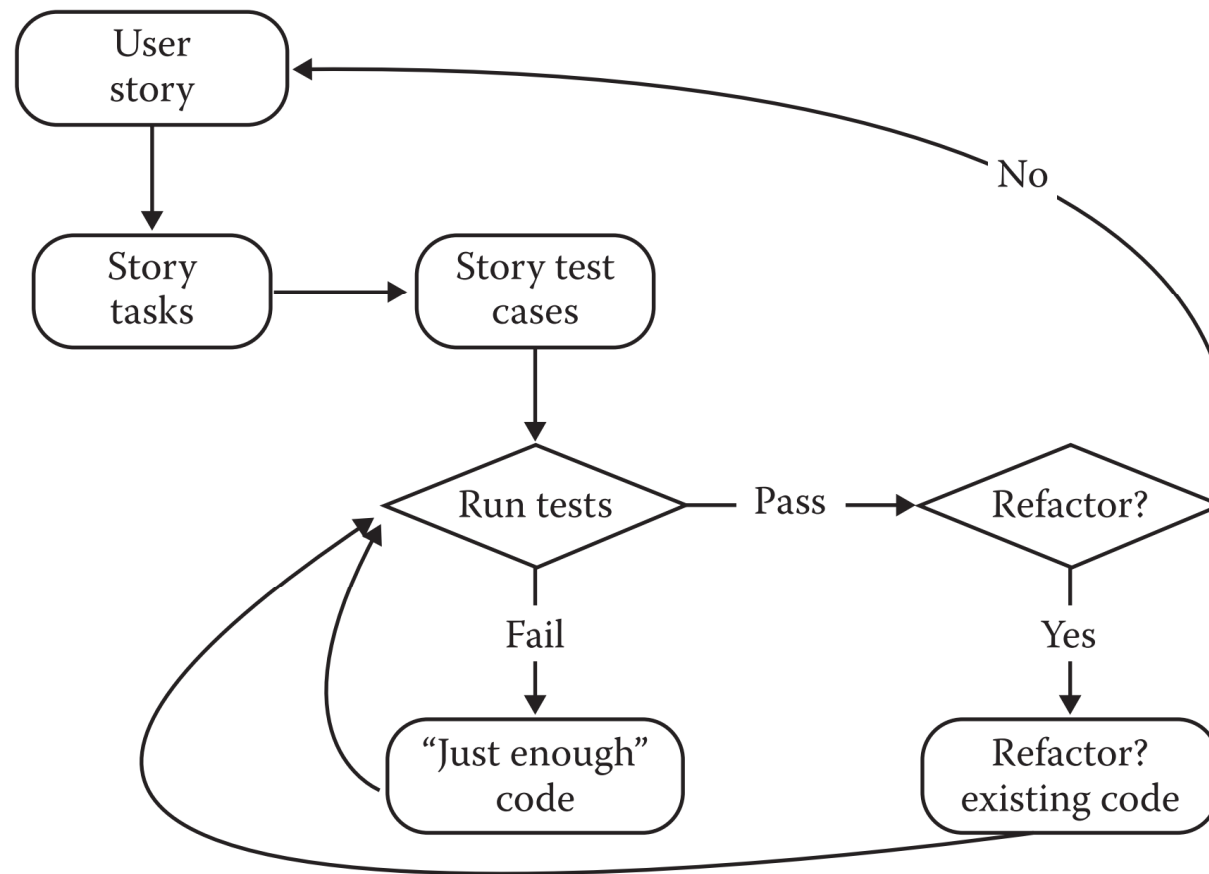 User
story
No
Story
tasks
Story test
cases
Run tests
Pass
Refactor?
Fail
Yes
“Just enough”
code
Refactor?
existing code